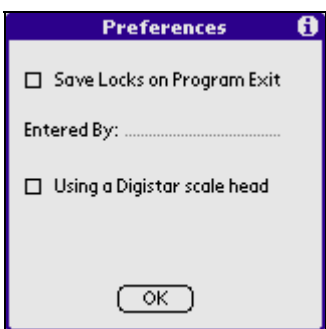 Preferences i
Save Locks on Program Exit
Entered By:
Using a Digistar scale head
OK